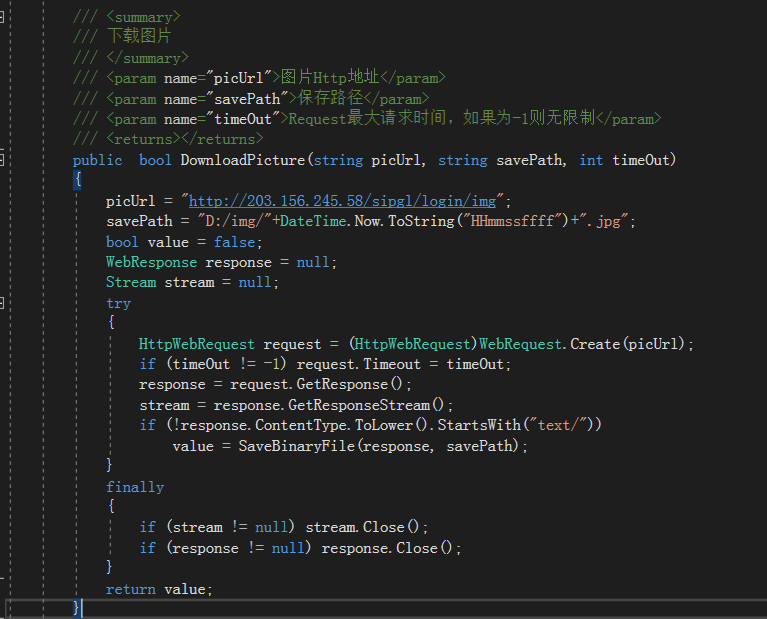 /// <summary>
/// 下载图片
/// </summary>
/// <param name="picUrl">图片Http地址</param>
/// <param name="savePath">保存路径</param>
/// <param name="timeOut">Request最大请求时间，如果为-1则无限制</param>
/// <returns></returns>
public  bool DownloadPicture(string picUrl, string savePath, int timeOut)
{
    picUrl = "http://203.156.245.58/sipgl/login/img";
    savePath = "D:/img/"+DateTime.Now.ToString("HHmmssffff")+".jpg";
    bool value = false;
    WebResponse response = null;
    Stream stream = null;
    try
    {
        HttpWebRequest request = (HttpWebRequest)WebRequest.Create(picUrl);
        if (timeOut != -1) request.Timeout = timeOut;
        response = request.GetResponse();
        stream = response.GetResponseStream();
        if (!response.ContentType.ToLower().StartsWith("text/"))
            value = SaveBinaryFile(response, savePath);
    }
    finally
    {
        if (stream != null) stream.Close();
        if (response != null) response.Close();
    }
    return value;
}